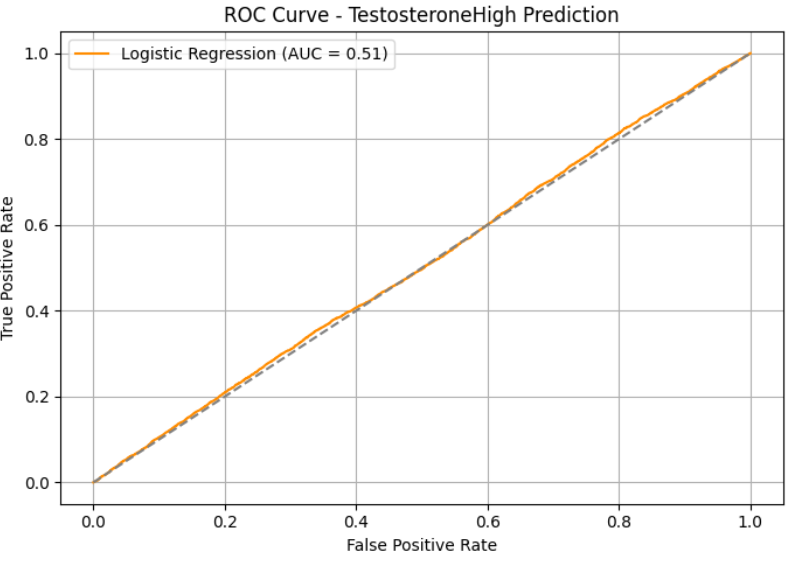 ROC Curve - TestosteroneHigh Prediction
Logistic Regression (AUC = 0.51)
1.0
0.8
0.6
0.4
0.2
0.0
True Positive Rate
0.0 0.2 0.4 0.6 0.8 1.0
False Positive Rate